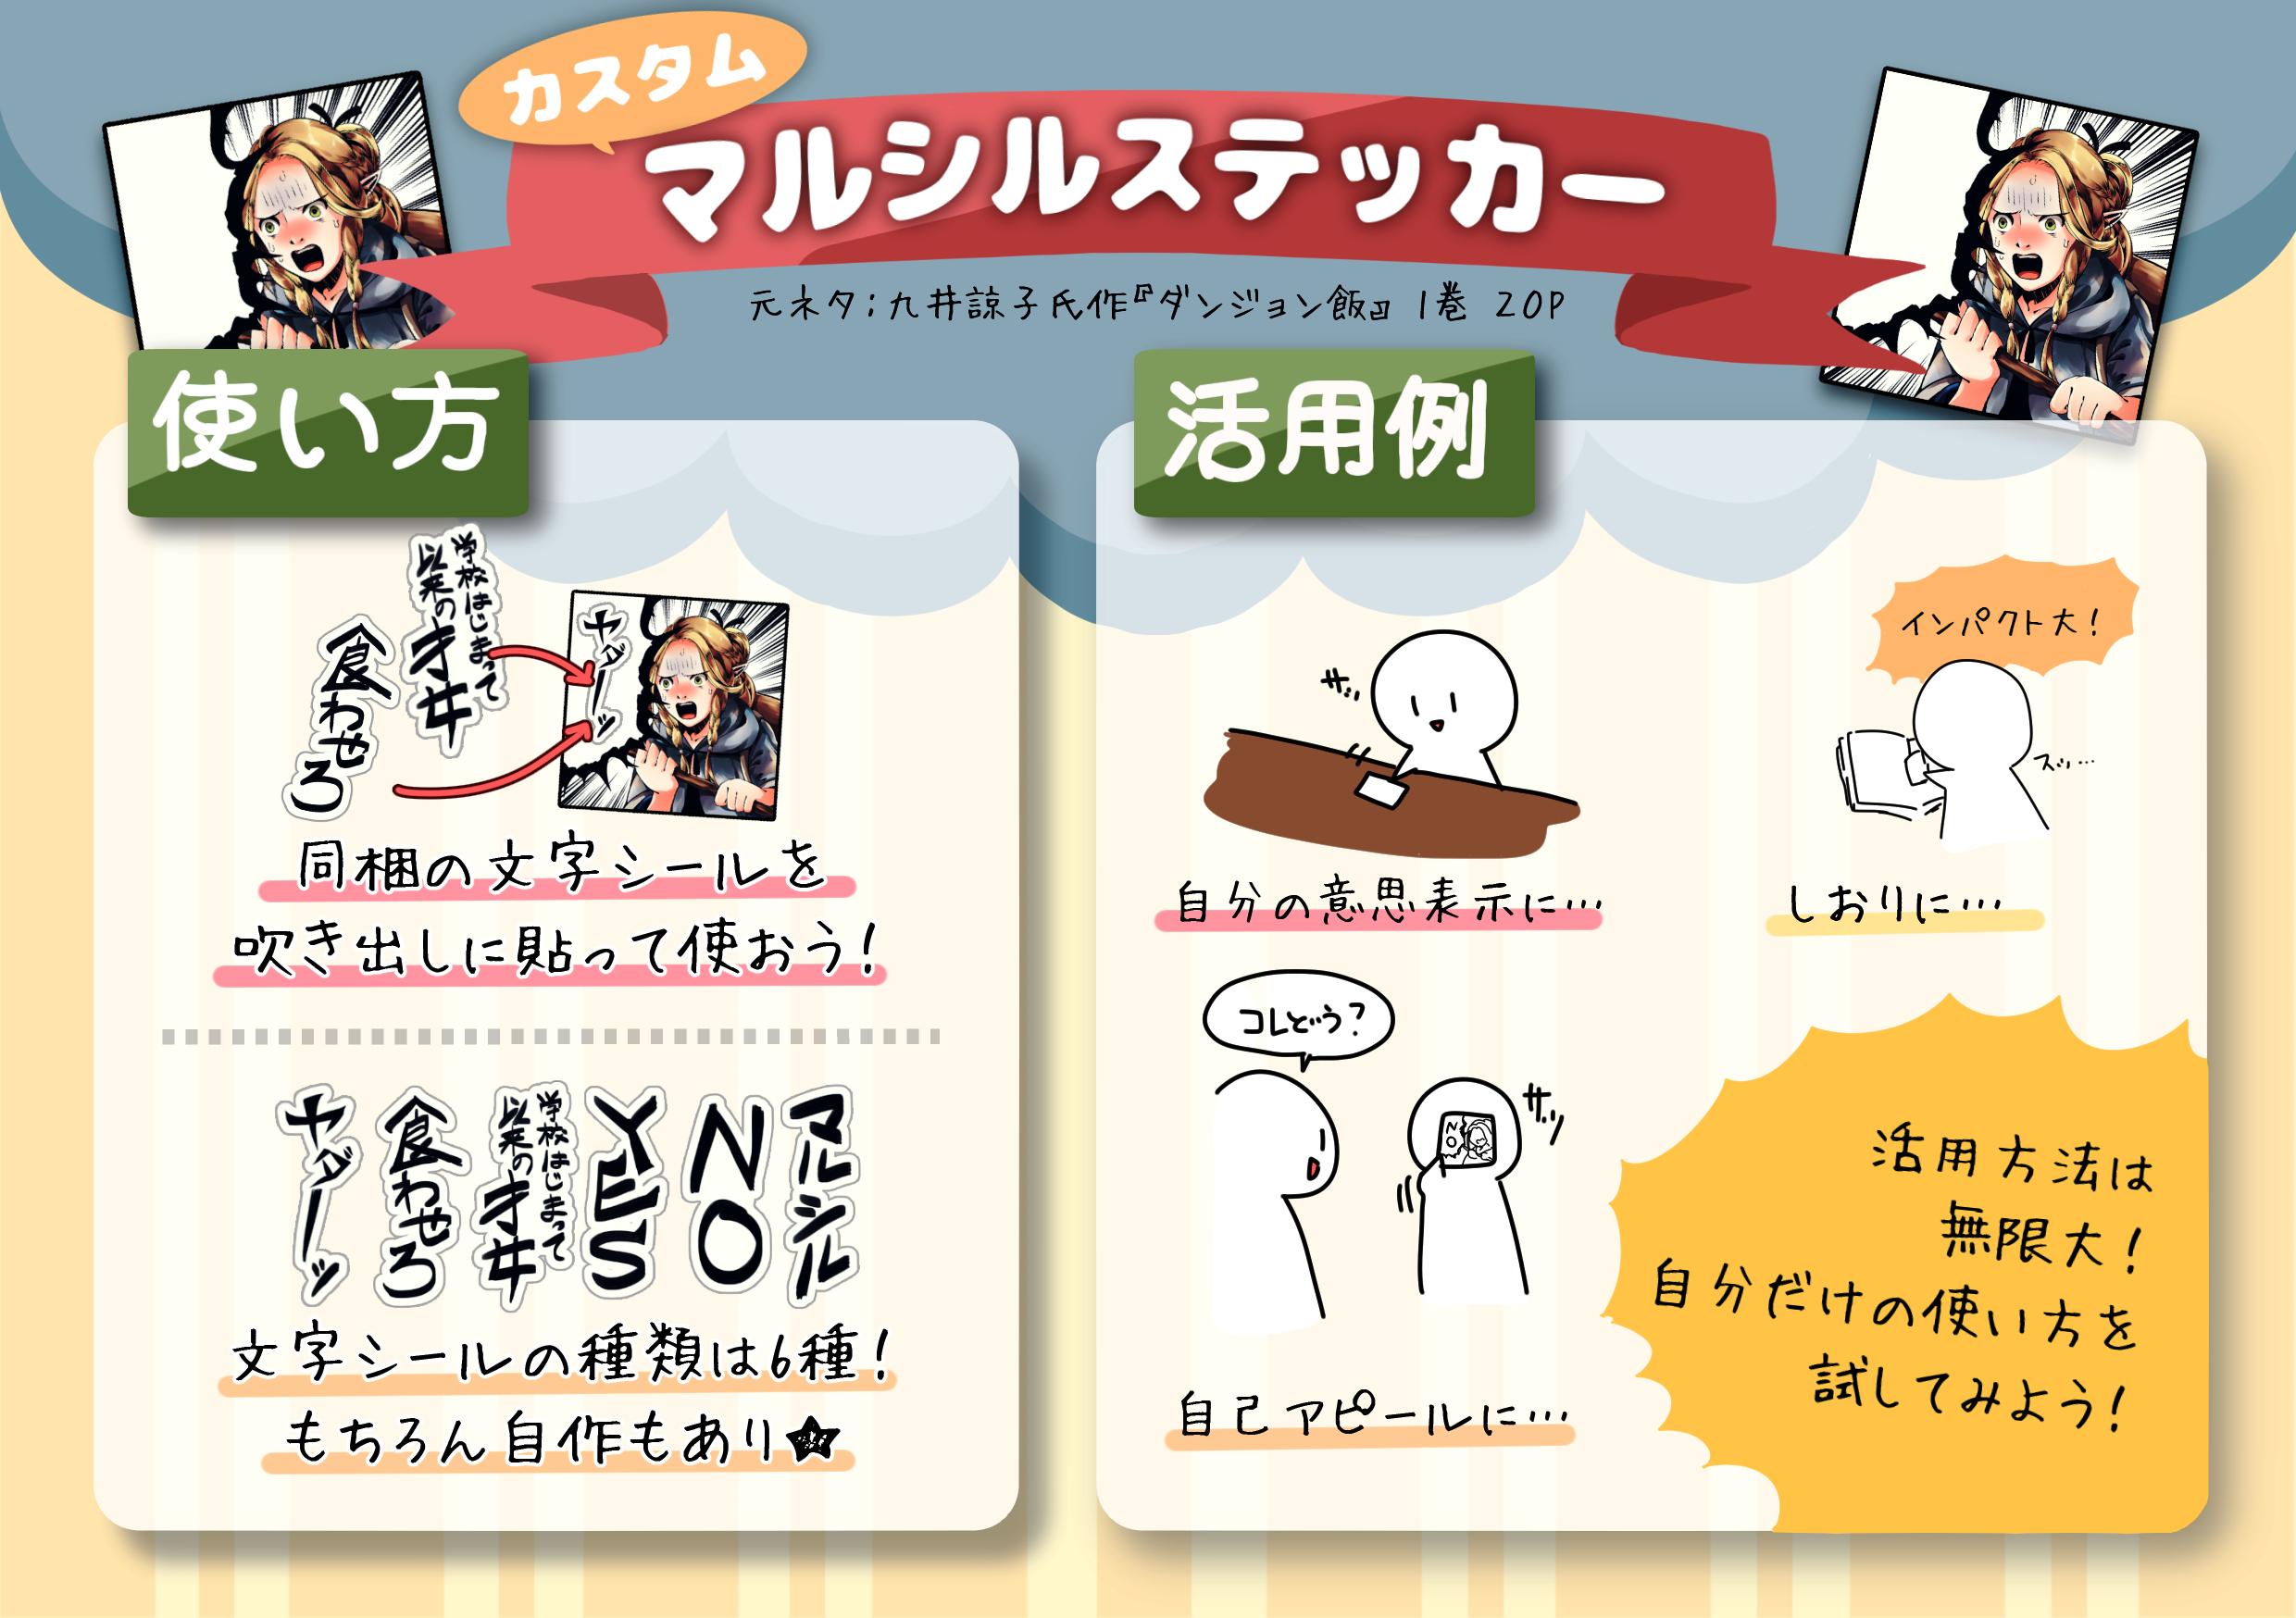 カスタム
マルシルステッカー
元ネタ;九井諒子氏作『ダンジョン飯』 1巻 20P
使い方
学校はじまって
以来の才女
食わせろ
ヤダーッ
同梱の文字シールを
吹き出しに貼って使おう!
ヤダーッ
食わせろ
学校はじまって
以来の才女
YES
NO
マルシル
文字シールの種類は6種!
もちろん自作もあり★
活用例
サッ
自分の意思表示に…
インパクト大!
スッ…
しおりに…
コレどう?
NO
サッ
自己アピールに…
活用方法は
無限大!
自分だけの使い方を
試してみよう!